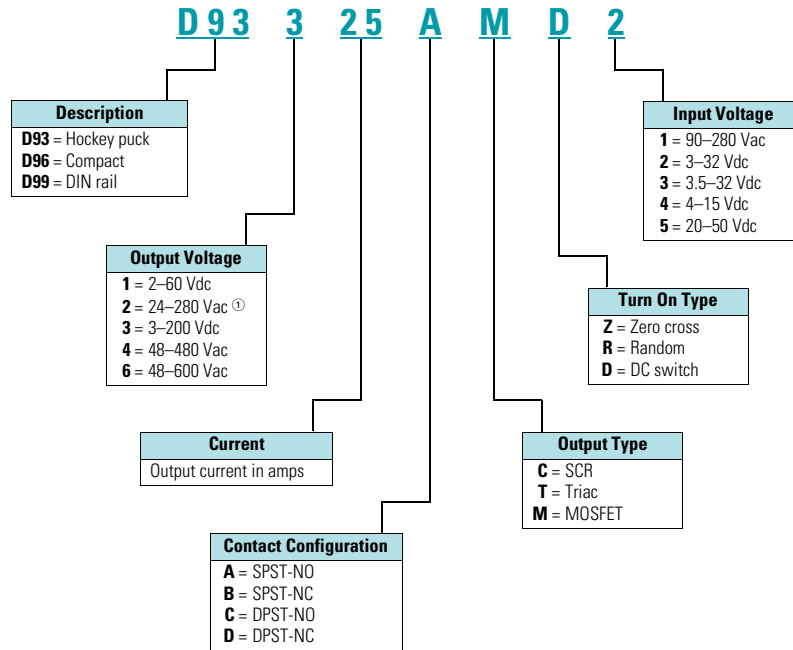 D93 3 25 A M D 2
Description
D93 = Hockey puck
D96 = Compact
D99 = DIN rail
Input Voltage
1 = 90–280 Vac
2 = 3–32 Vdc
3 = 3.5–32 Vdc
4 = 4–15 Vdc
5 = 20–50 Vdc
Output Voltage
1 = 2–60 Vdc
2 = 24–280 Vac ①
3 = 3–200 Vdc
4 = 48–480 Vac
6 = 48–600 Vac
Turn On Type
Z = Zero cross
R = Random
D = DC switch
Current
Output current in amps
Output Type
C = SCR
T = Triac
M = MOSFET
Contact Configuration
A = SPST-NO
B = SPST-NC
C = DPST-NO
D = DPST-NC